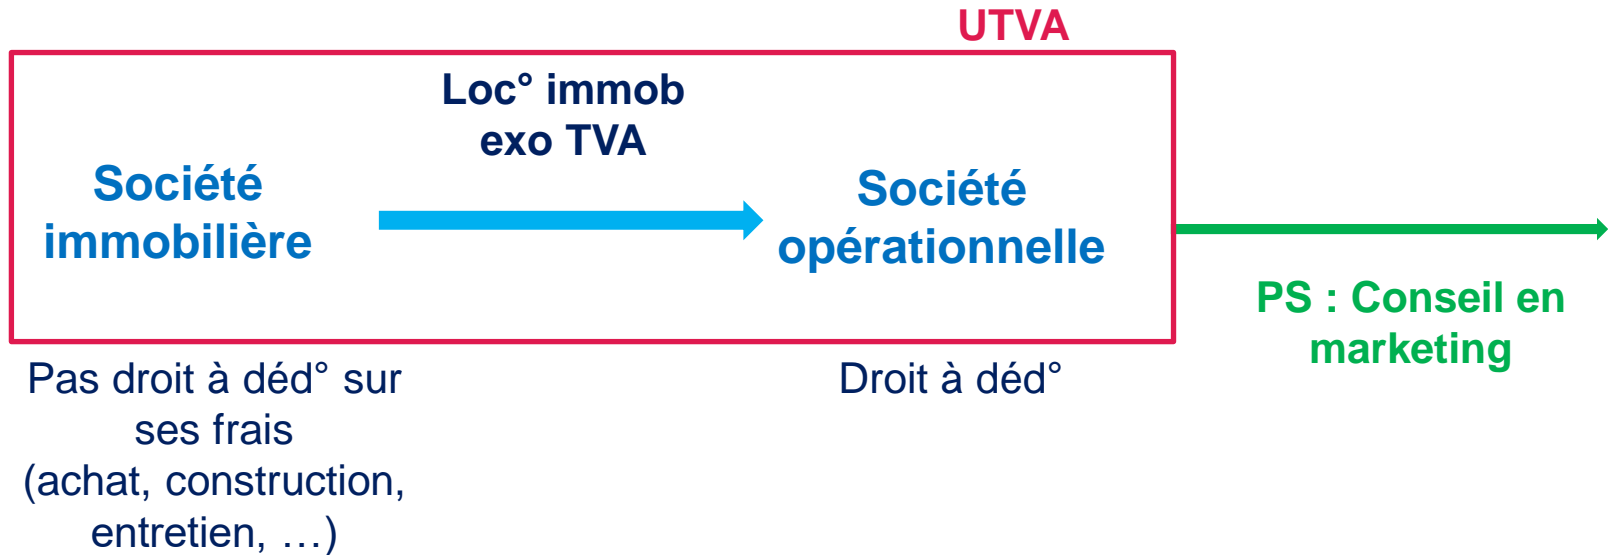 UTVA
Loc° immob
exo TVA
Société
immobilière
Société
opérationnelle
PS : Conseil en
marketing
Pas droit à déd° sur
ses frais
(achat, construction,
entretien, …)
Droit à déd°